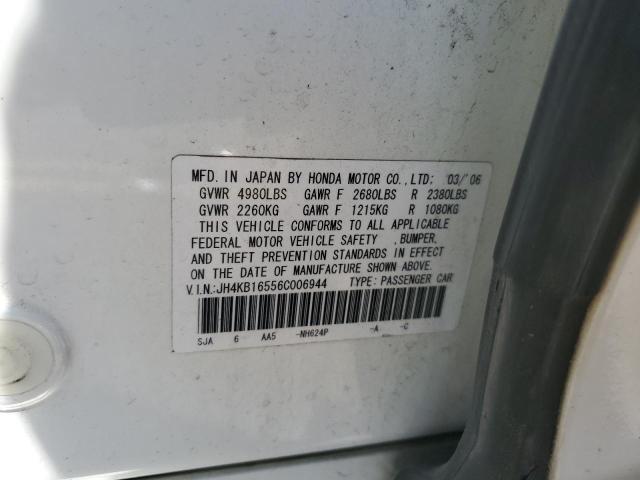 MFD. IN JAPAN BY HONDA MOTOR CO., LTD: 03/'06
GVWR 4980LBS GAWR F 2680LBS R 2380LBS
GVWR 2260KG GAWR F 1215KG R 1080KG
THIS VEHICLE CONFORMS TO ALL APPLICABLE
FEDERAL MOTOR VEHICLE SAFETY , BUMPER,
AND THEFT PREVENTION STANDARDS IN EFFECT
ON THE DATE OF MANUFACTURE SHOWN ABOVE.
V.I.N.:JH4KB16556C006944 TYPE: PASSENGER CAR
SJA 6 AA5 -NH624P -A -C